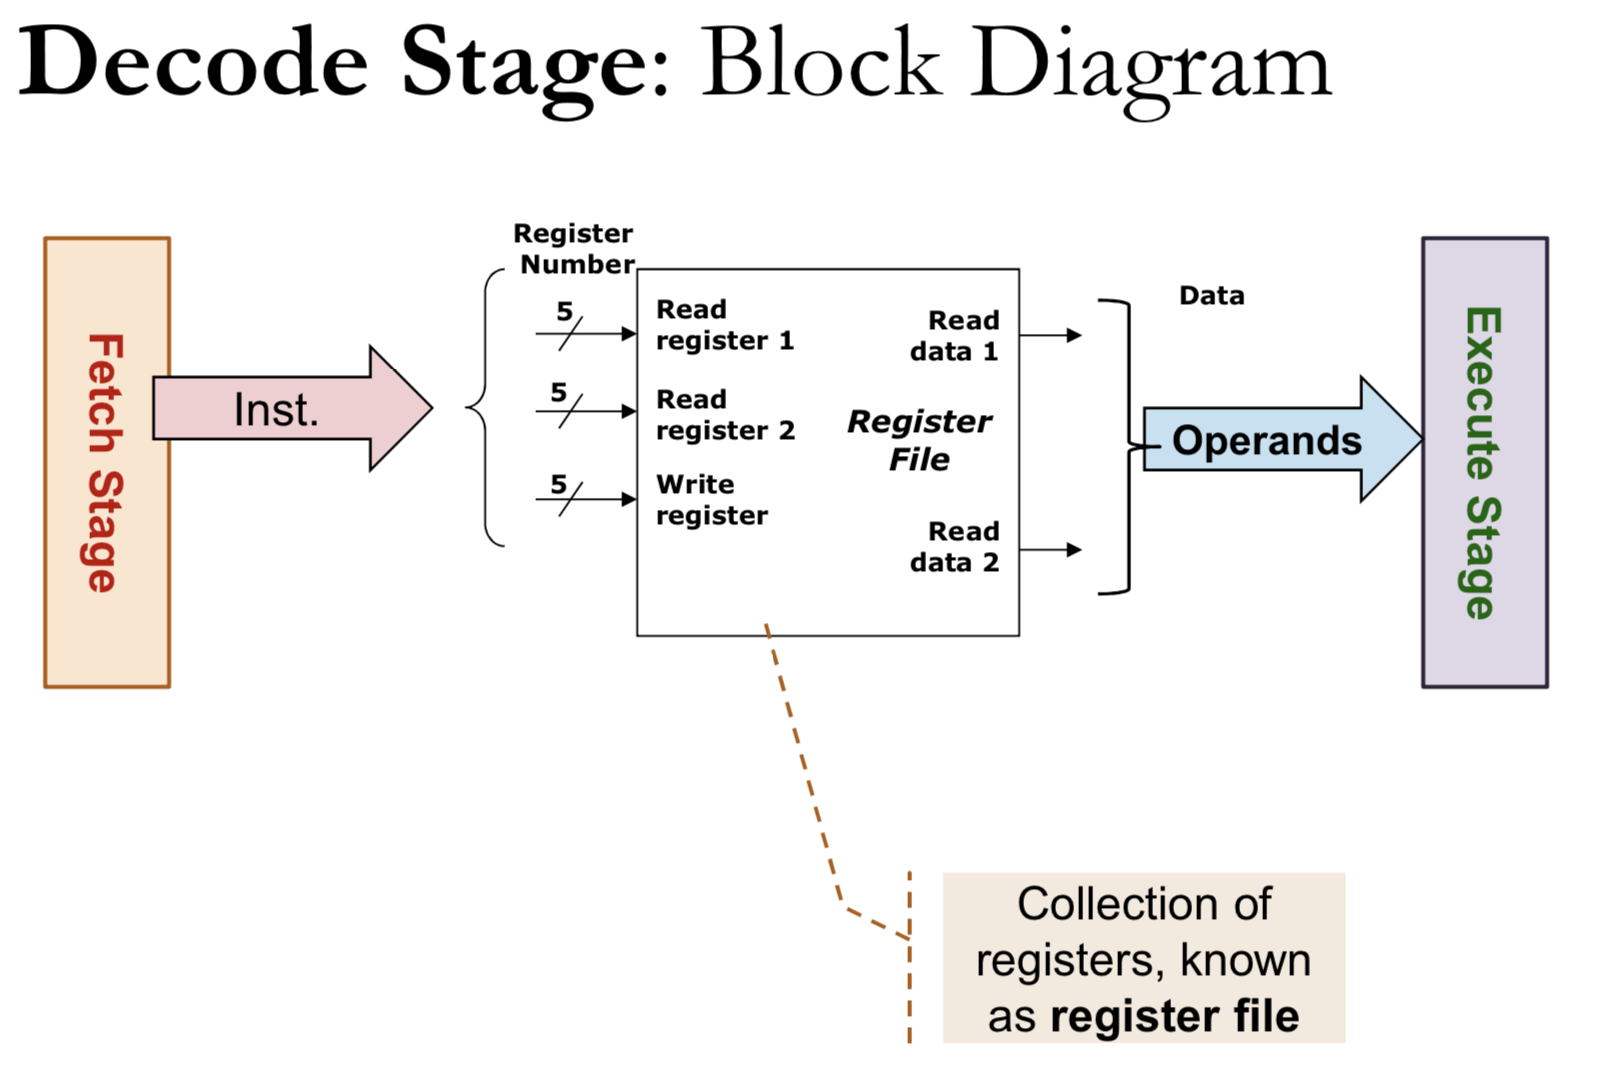 Decode Stage: Block Diagram
Fetch Stage
Inst.
Register
Number
5
Read
register 1
5
Read
register 2
5
Write
register
Register
File
Read
data 1
Read
data 2
Data
Operands
Execute Stage
Collection of
registers, known
as register file